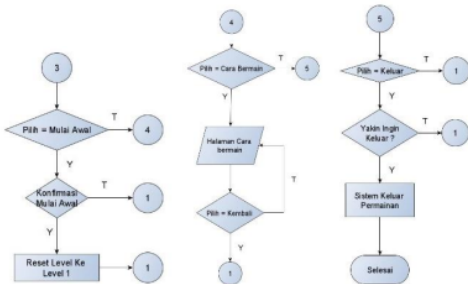 3
Pilih = Mulai Awal
T
4
Y
Konfirmasi
Mulai Awal
T
1
Y
Reset Level Ke
Level 1
1
4
Pilih = Cara Bermain
T
5
Y
Halaman Cara
bermain
T
Pilih = Kembali
Y
1
5
Pilih = Keluar
T
1
Y
Yakin Ingin
Keluar ?
T
1
Y
Sistem Keluar
Permainan
Selesai